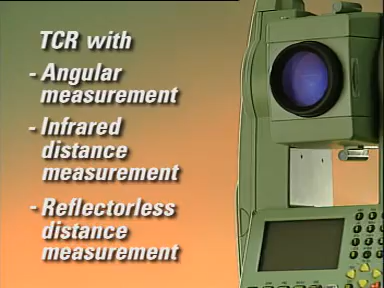 TCR with
- Angular
measurement
- Infrared
distance
measurement
- Reflectorless
distance
measurement